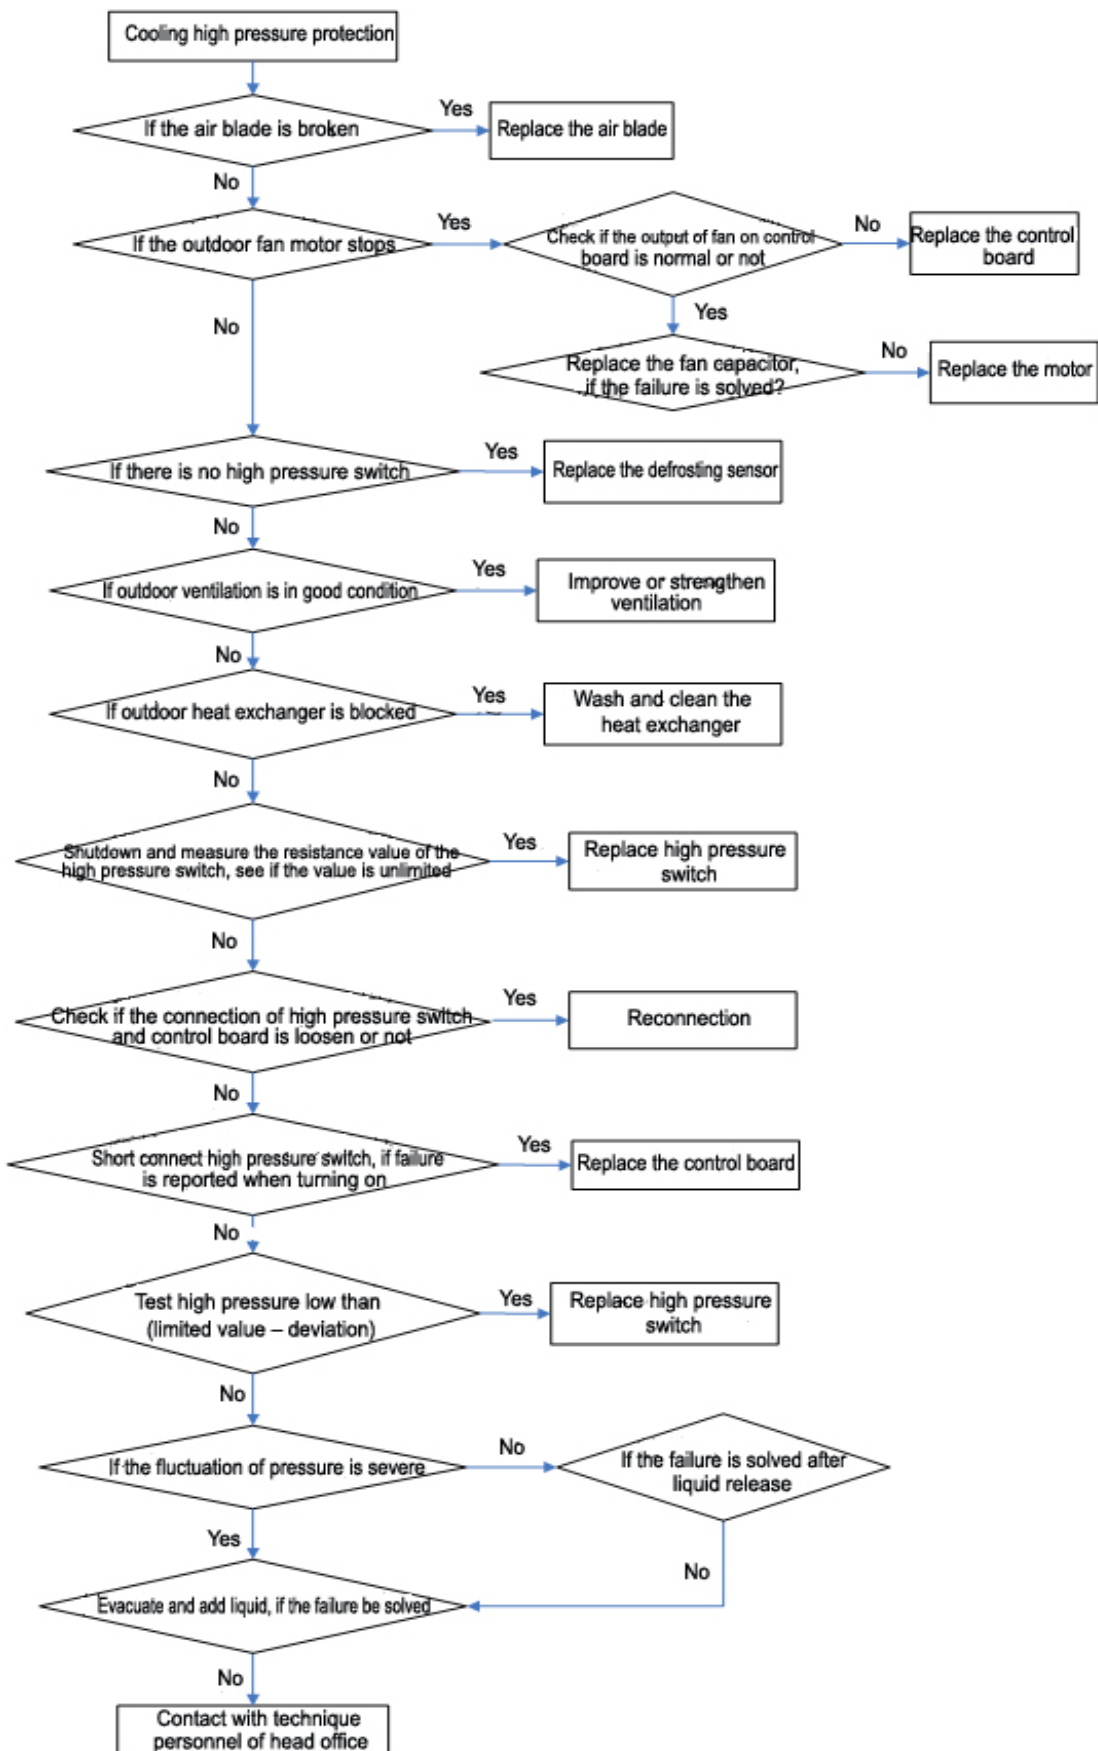 Cooling high pressure protection
If the air blade is broken
Yes
Replace the air blade
No
If the outdoor fan motor stops
Yes
Check if the output of fan on control
board is normal or not
No
Replace the control
board
No
Yes
Replace the fan capacitor,
if the failure is solved?
No
Replace the motor
If there is no high pressure switch
Yes
Replace the defrosting sensor
No
If outdoor ventilation is in good condition
Yes
Improve or strengthen
ventilation
No
If outdoor heat exchanger is blocked
Yes
Wash and clean the
heat exchanger
No
Shutdown and measure the resistance value of the
high pressure switch, see if the value is unlimited
Yes
Replace high pressure
switch
No
Check if the connection of high pressure switch
and control board is loosen or not
Yes
Reconnection
No
Short connect high pressure switch, if failure
is reported when turning on
Yes
Replace the control board
No
Test high pressure low than
(limited value – deviation)
Yes
Replace high pressure
switch
No
If the fluctuation of pressure is severe
No
If the failure is solved after
liquid release
Yes
No
Evacuate and add liquid, if the failure be solved
No
Contact with technique
personnel of head office